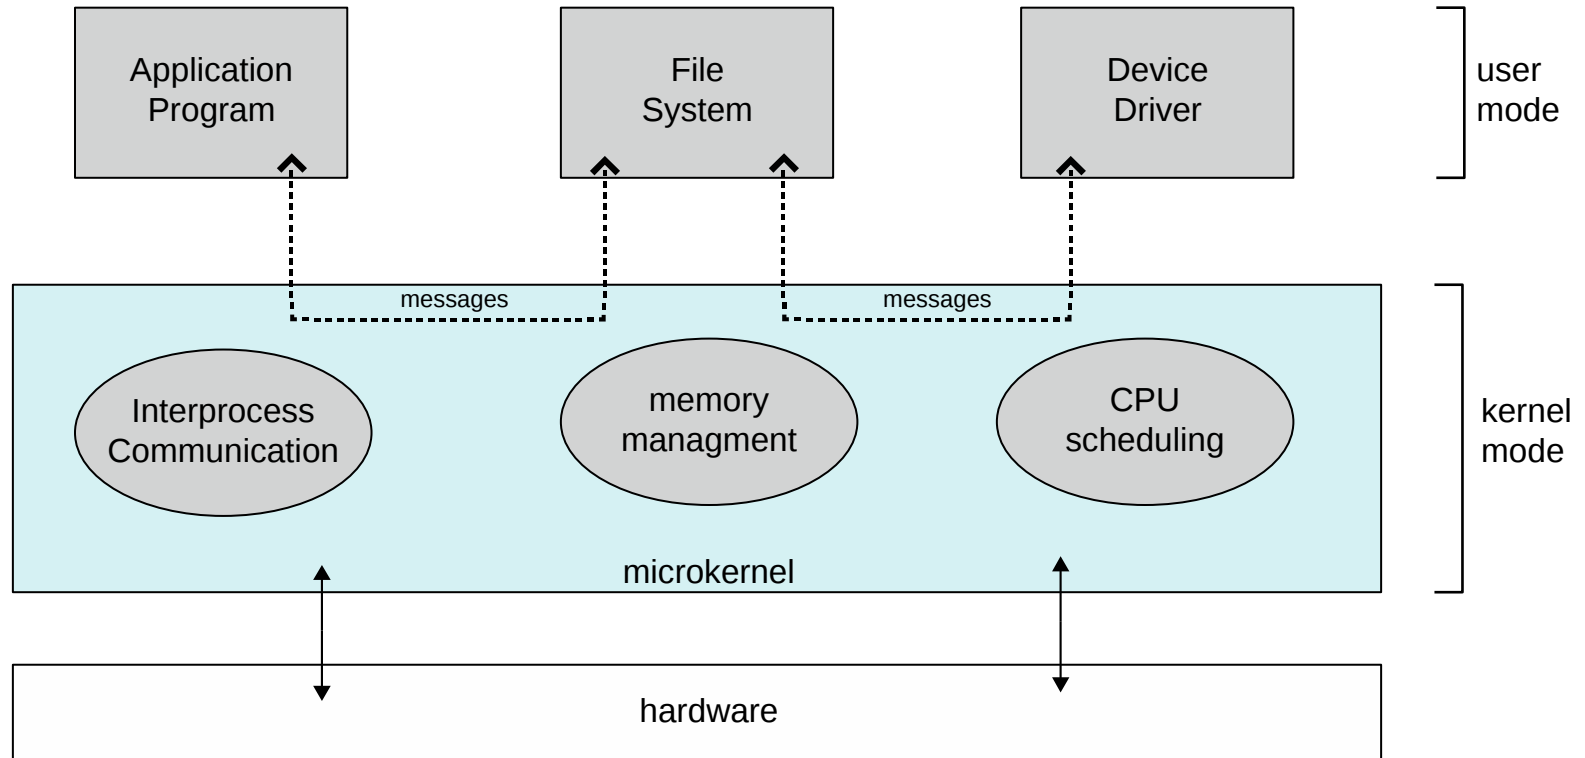 Application
Program
File
System
Device
Driver
user
mode
messages
messages
Interprocess
Communication
memory
managment
CPU
scheduling
kernel
mode
microkernel
hardware